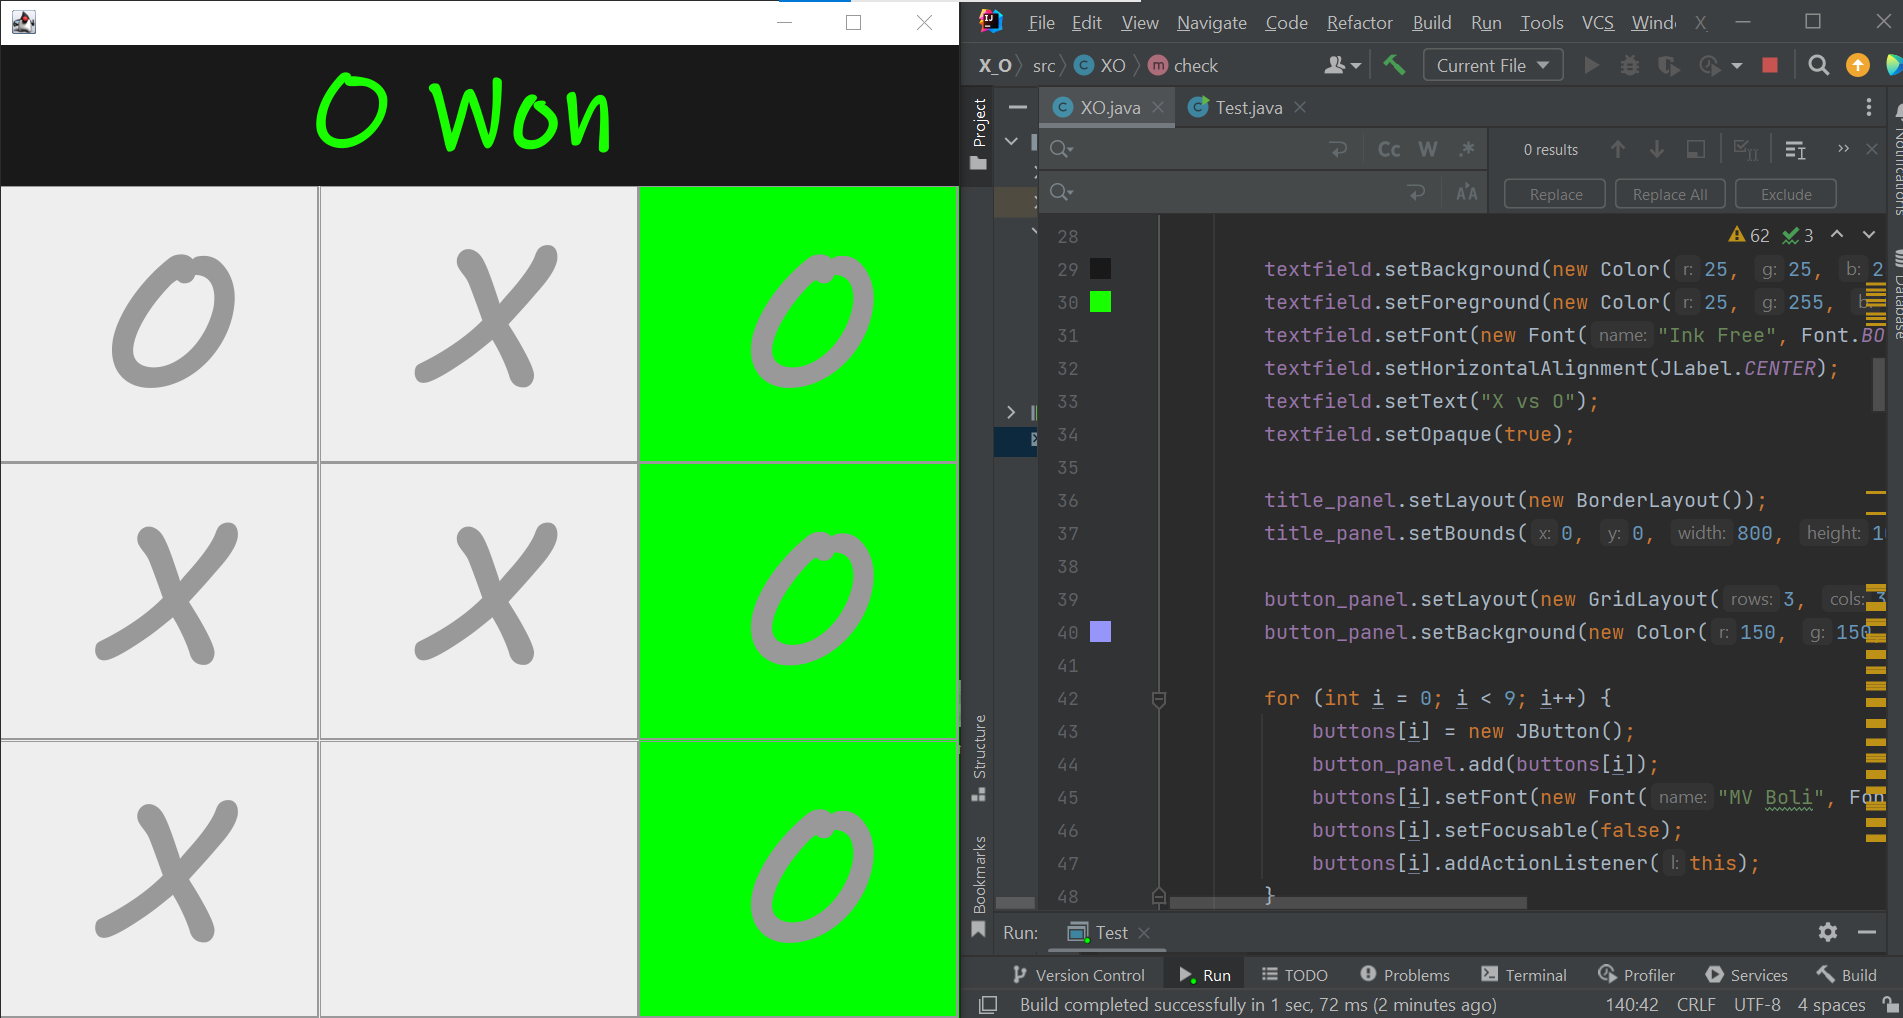 O Won
O X O
X X O
X O
File Edit View Navigate Code Refactor Build Run Tools VCS Wind X
X_O src XO check Current File
Project
XO.java Test.java
Cc W .* 0 results
Replace Replace All Exclude
Notifications
Database
62 3
28
29 textfield.setBackground(new Color( r: 25, g: 25, b: 2
30 textfield.setForeground(new Color( r: 25, g: 255, b:
31 textfield.setFont(new Font( name: "Ink Free", Font.BO
32 textfield.setHorizontalAlignment(JLabel.CENTER);
33 textfield.setText("X vs O");
34 textfield.setOpaque(true);
35
36 title_panel.setLayout(new BorderLayout());
37 title_panel.setBounds( x: 0, y: 0, width: 800, height: 1
38
39 button_panel.setLayout(new GridLayout( rows: 3, cols: 3
40 button_panel.setBackground(new Color( r: 150, g: 150
41
42 for (int i = 0; i < 9; i++) {
43 buttons[i] = new JButton();
44 button_panel.add(buttons[i]);
45 buttons[i].setFont(new Font( name: "MV Boli", Fon
46 buttons[i].setFocusable(false);
47 buttons[i].addActionListener( l: this);
48 }
Structure
Bookmarks
Run: Test
Version Control Run TODO Problems Terminal Profiler Services Build
Build completed successfully in 1 sec, 72 ms (2 minutes ago) 140:42 CRLF UTF-8 4 spaces